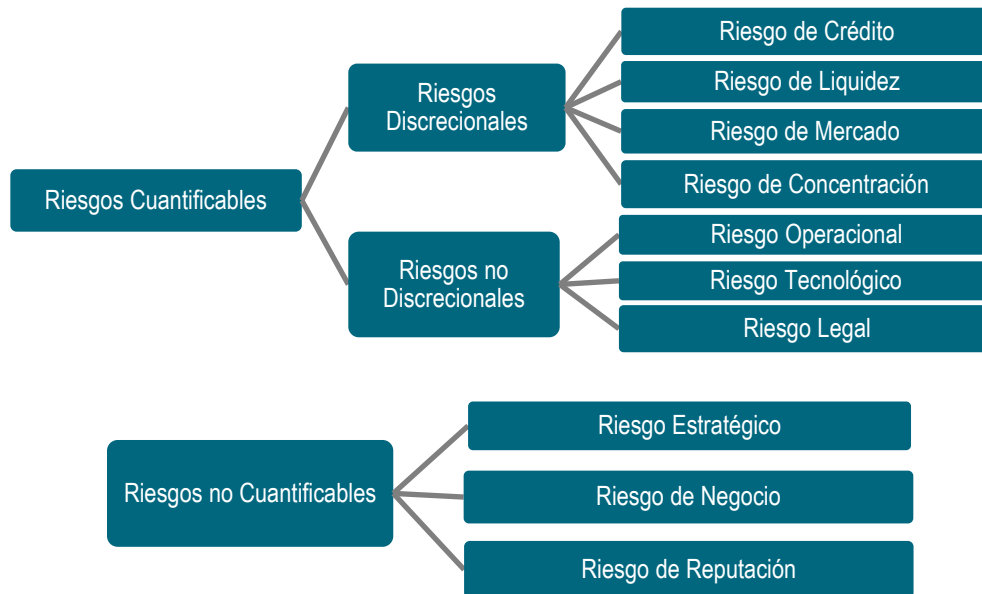 Riesgos Cuantificables
Riesgos
Discrecionales
Riesgo de Crédito
Riesgo de Liquidez
Riesgo de Mercado
Riesgo de Concentración
Riesgos no
Discrecionales
Riesgo Operacional
Riesgo Tecnológico
Riesgo Legal
Riesgos no Cuantificables
Riesgo Estratégico
Riesgo de Negocio
Riesgo de Reputación